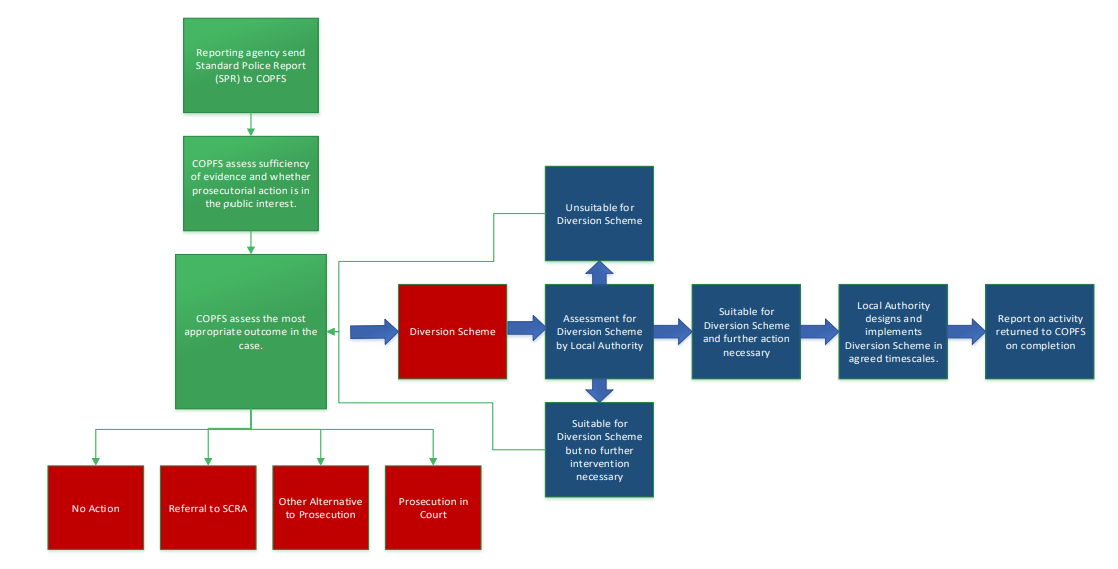 Reporting agency send
Standard Police Report
(SPR) to COPFS
COPFS assess sufficiency
of evidence and whether
prosecutorial action is in
the public interest.
COPFS assess the most
appropriate outcome in the
case.
Unsuitable for
Diversion Scheme
Diversion Scheme
Assessment for
Diversion Scheme
by Local Authority
Suitable for
Diversion Scheme
and further action
necessary
Local Authority
designs and
implements
Diversion Scheme in
agreed timescales.
Report on activity
returned to COPFS
on completion
Suitable for
Diversion Scheme
but no further
intervention
necessary
No Action
Referral to SCRA
Other Alternative
to Prosecution
Prosecution in
Court